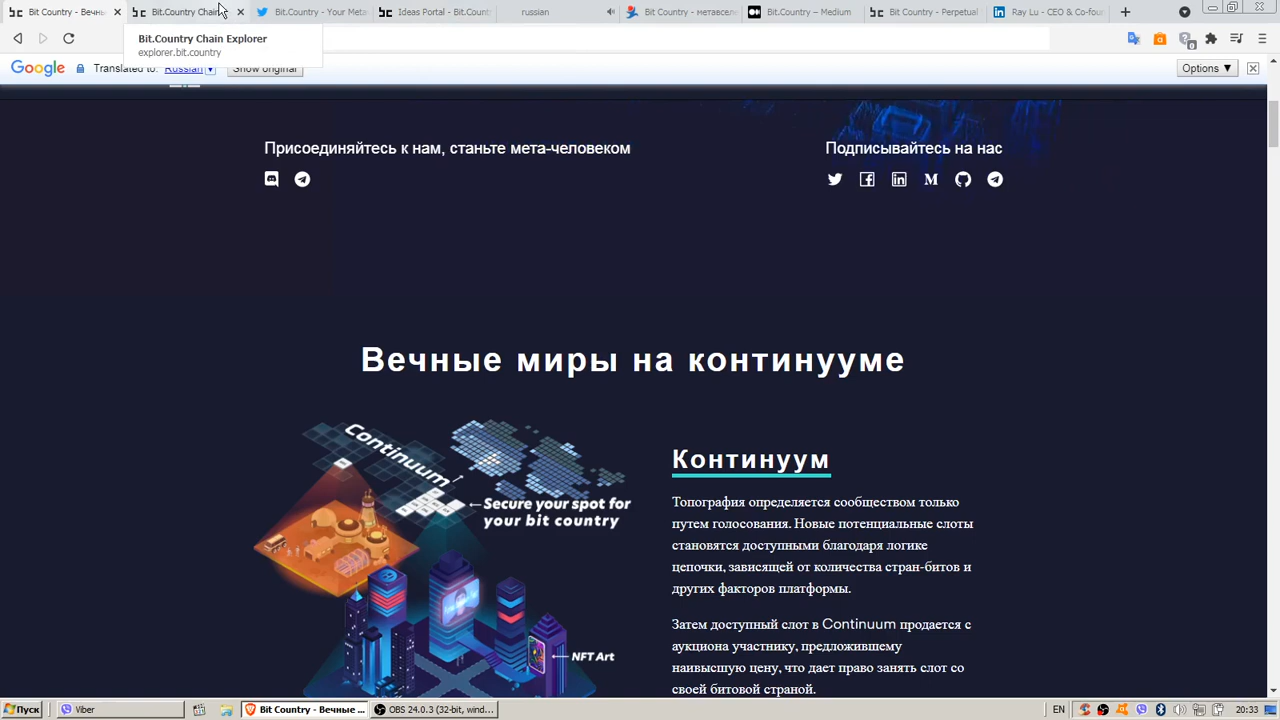 Bit Country - Вечны
Bit.Country Chain
Bit.Country - Your Meta
Ideas Portal - Bit.Count
russian
Bit Country - метавсел
Bit.Country – Medium
Bit Country - Perpetual
Ray Lu - CEO & Co-foun
Bit.Country Chain Explorer
explorer.bit.country
Google
Translated to:
Russian
Show original
Options ▼
Присоединяйтесь к нам, станьте мета-человеком
Подписывайтесь на нас
Вечные миры на континууме
Continuum
←Secure your spot for
your bit country
NFT Art
Континуум
Топография определяется сообществом только
путем голосования. Новые потенциальные слоты
становятся доступными благодаря логике
цепочки, зависящей от количества стран-битов и
других факторов платформы.
Затем доступный слот в Continuum продается с
аукциона участнику, предложившему
наивысшую цену, что дает право занять слот со
своей битовой страной.
Пуск
Viber
Bit Country - Вечные ...
OBS 24.0.3 (32-bit, wind...
EN
20:33